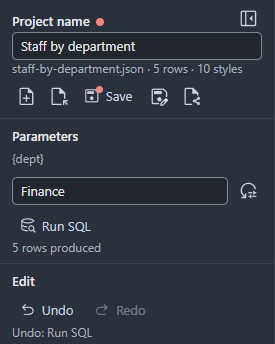 Project name
Staff by department
staff-by-department.json · 5 rows · 10 styles
Save
Parameters
{dept}
Finance
Run SQL
5 rows produced
Edit
Undo Redo
Undo: Run SQL